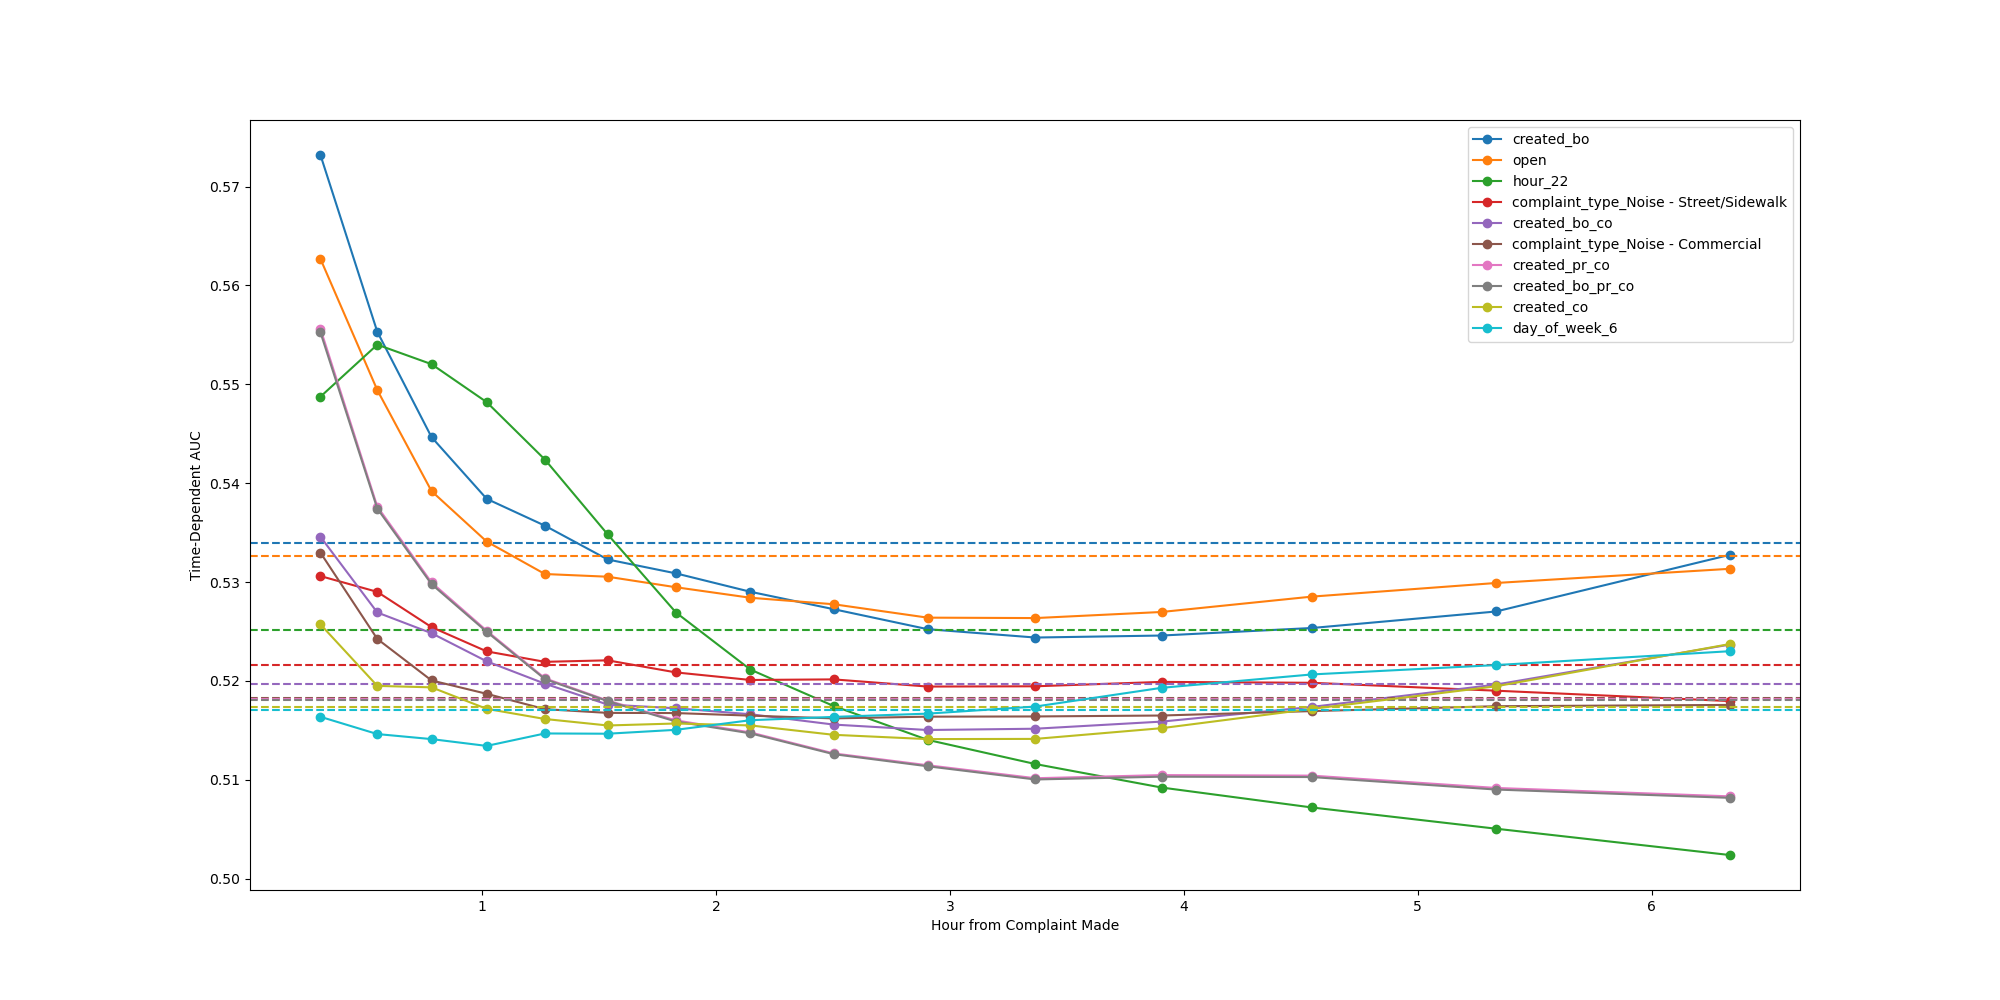 created_bo
open
hour_22
complaint_type_Noise - Street/Sidewalk
created_bo_co
complaint_type_Noise - Commercial
created_pr_co
created_bo_pr_co
created_co
day_of_week_6
0.57
0.56
0.55
0.54
0.53
0.52
0.51
0.50
Time-Dependent AUC
1 2 3 4 5 6
Hour from Complaint Made